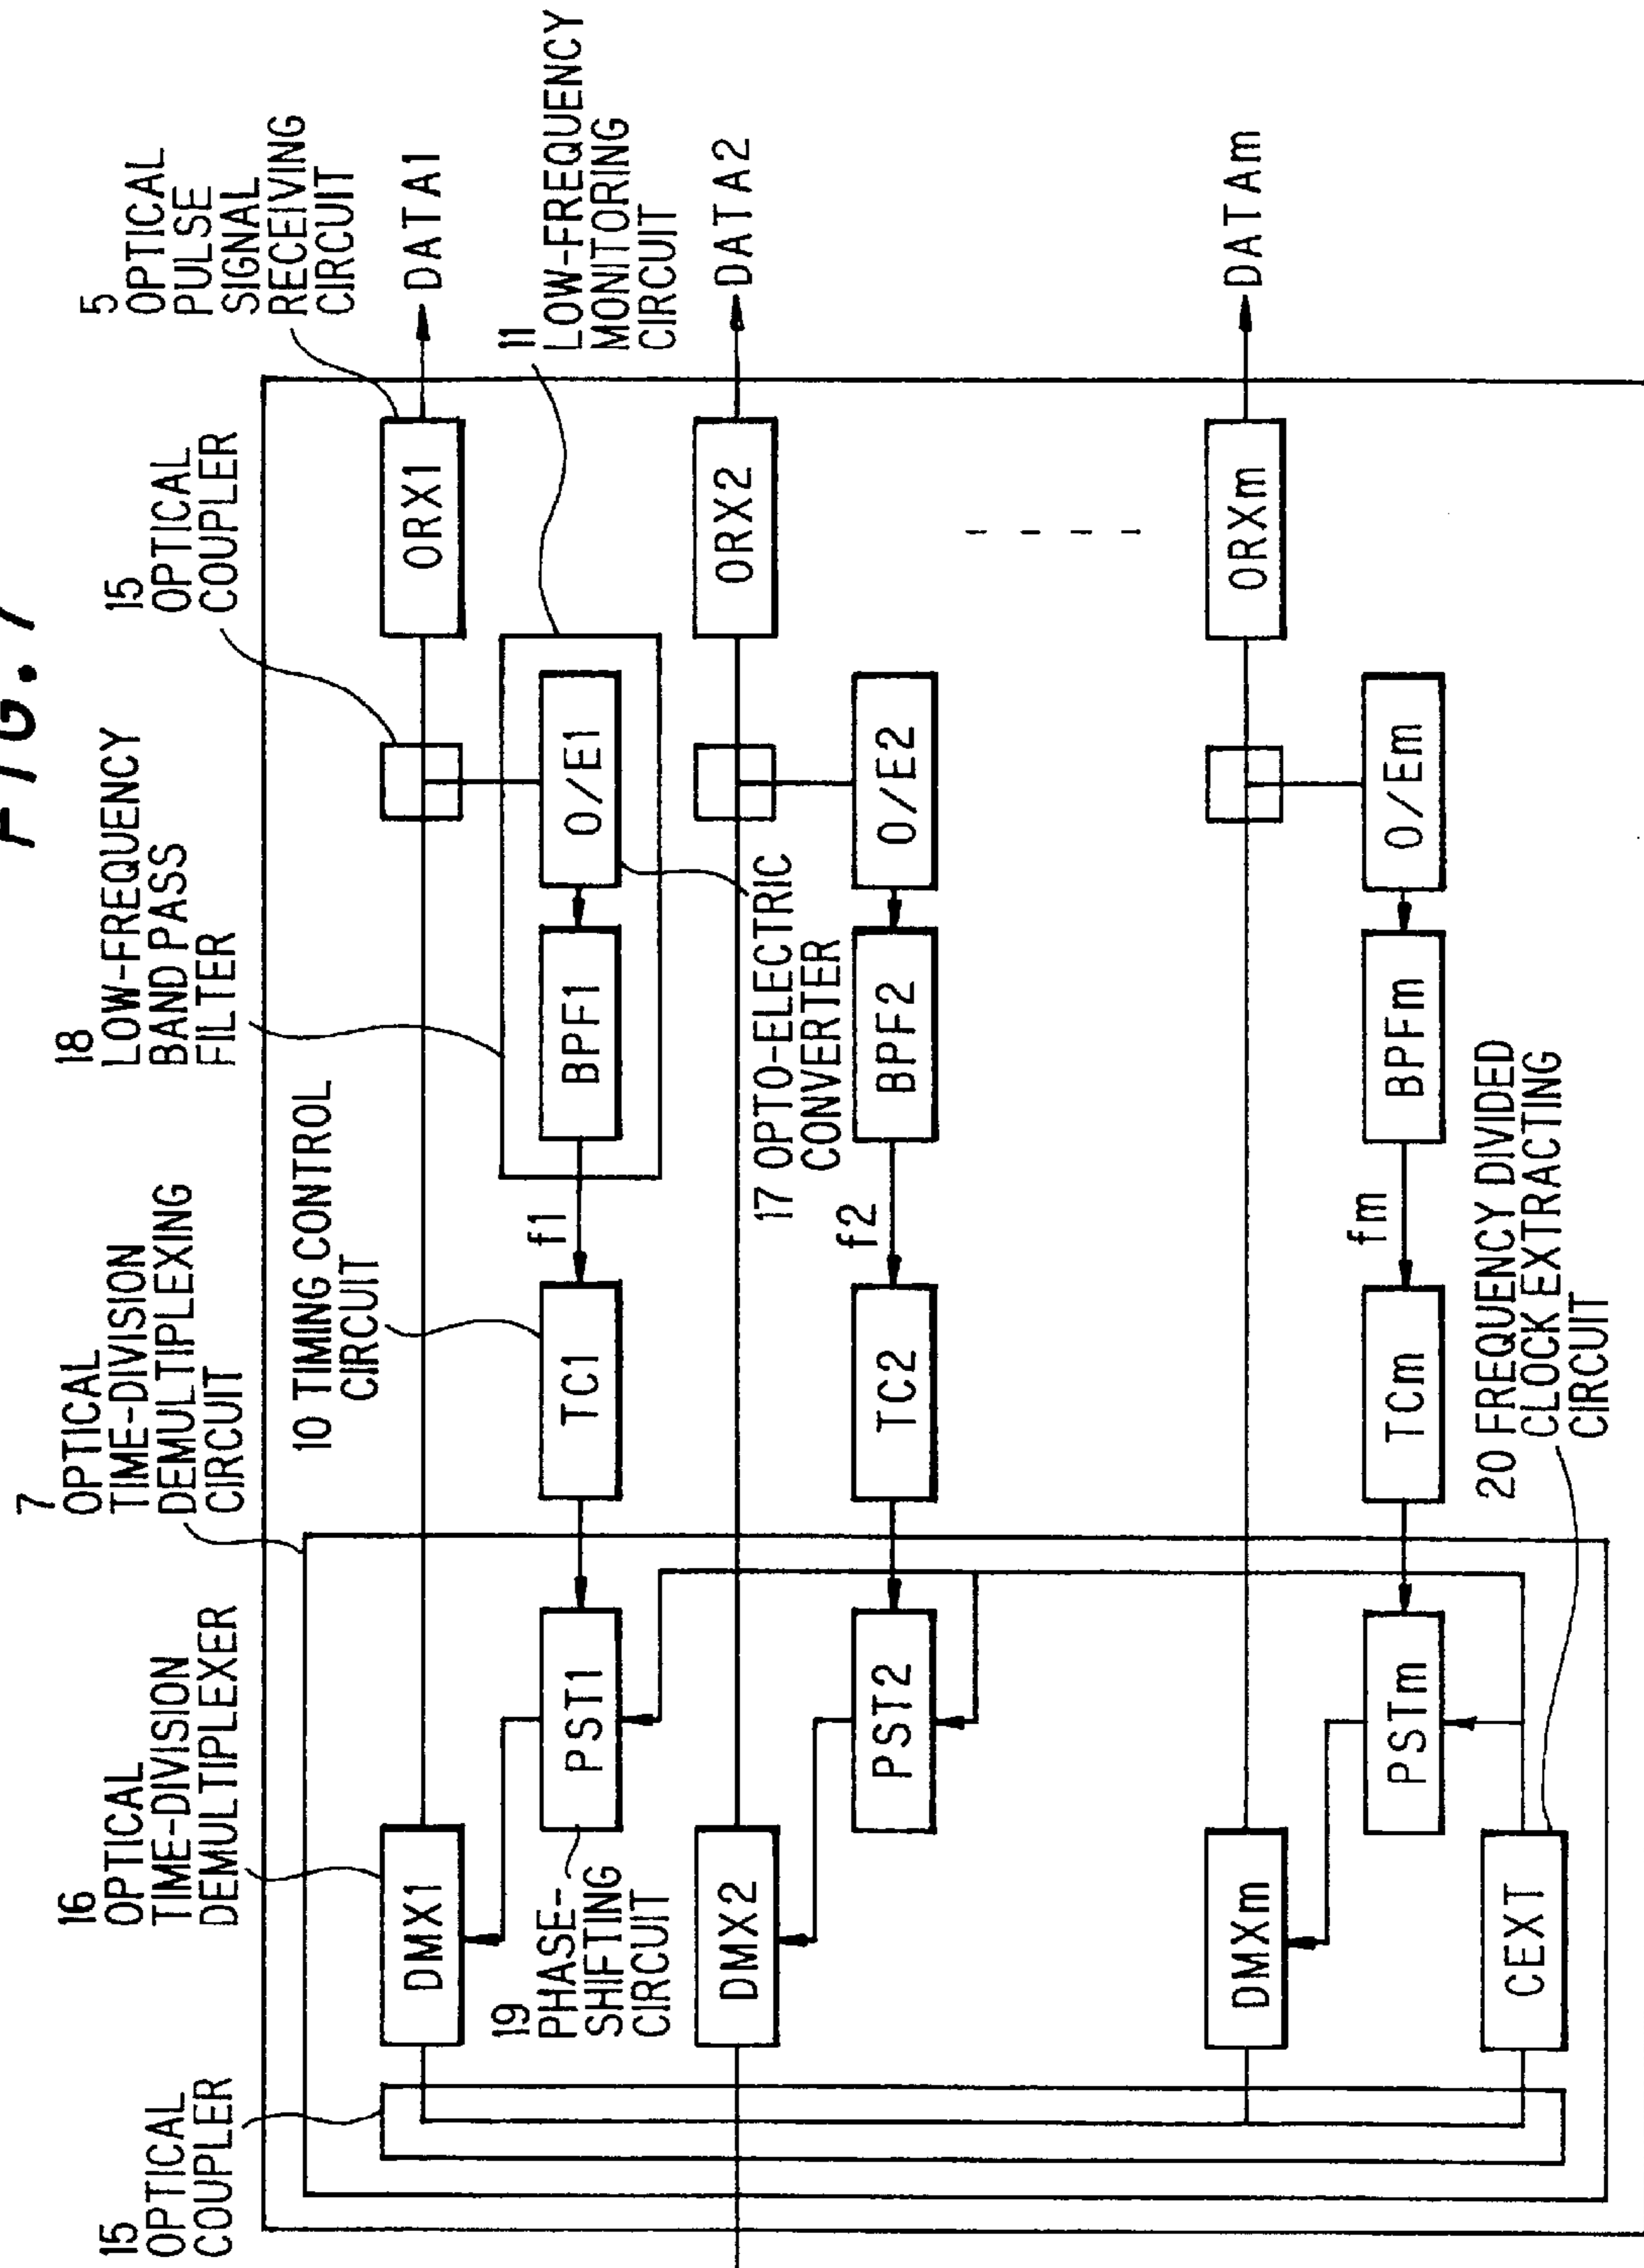 FIG. 7
15
OPTICAL
COUPLER
16
OPTICAL
TIME-DIVISION
DEMULTIPLEXER
7
OPTICAL
TIME-DIVISION
DEMULTIPLEXING
CIRCUIT
18
LOW-FREQUENCY
BAND PASS
FILTER
15
OPTICAL
COUPLER
5
OPTICAL
PULSE
SIGNAL
RECEIVING
CIRCUIT
10 TIMING CONTROL
CIRCUIT
DMX1
ORX1
DATA1
19
PHASE-
SHIFTING
CIRCUIT
PST1
TC1
f1
BPF1
O/E1
11
LOW-FREQUENCY
MONITORING
CIRCUIT
DMX2
ORX2
DATA2
17 OPTO-ELECTRIC
CONVERTER
PST2
TC2
f2
BPF2
O/E2
DMXm
ORXm
DATAm
PSTm
TCm
fm
BPFm
O/Em
CEXT
20 FREQUENCY DIVIDED
CLOCK EXTRACTING
CIRCUIT